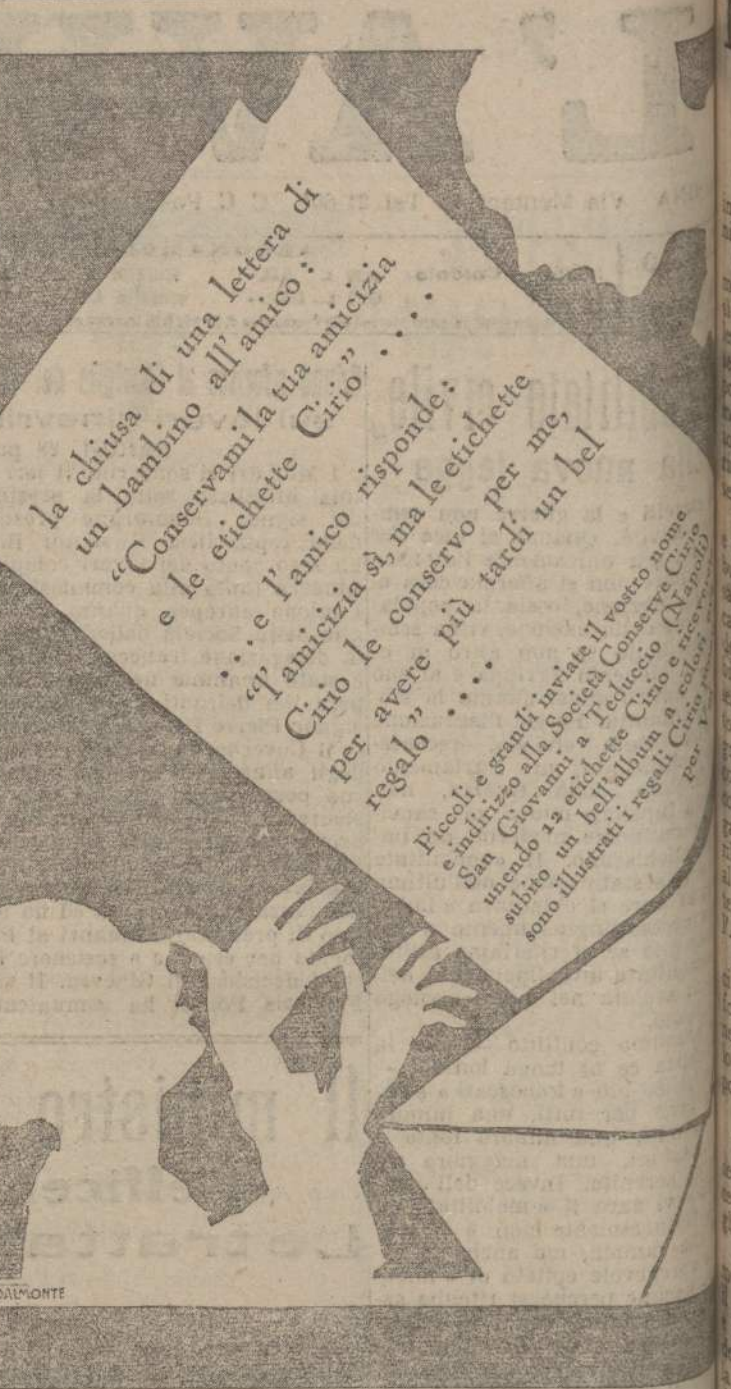 la chiusa di una lettera di
un bambino all'amico:
“Conservami la tua amicizia
e le etichette Cirio” .....
....e l'amico risponde:
“l'amicizia sì, ma le etichette
Cirio le conservo per me,
per avere più tardi un bel
regalo” ....
Piccoli e grandi inviate il vostro nome
e indirizzo alla Società Conserve Cirio
San Giovanni a Teduccio (Napoli)
unendo 12 etichette Cirio e
subito un bell'album a colori
sono illustrati i regali Cirio
per
DALMONTE